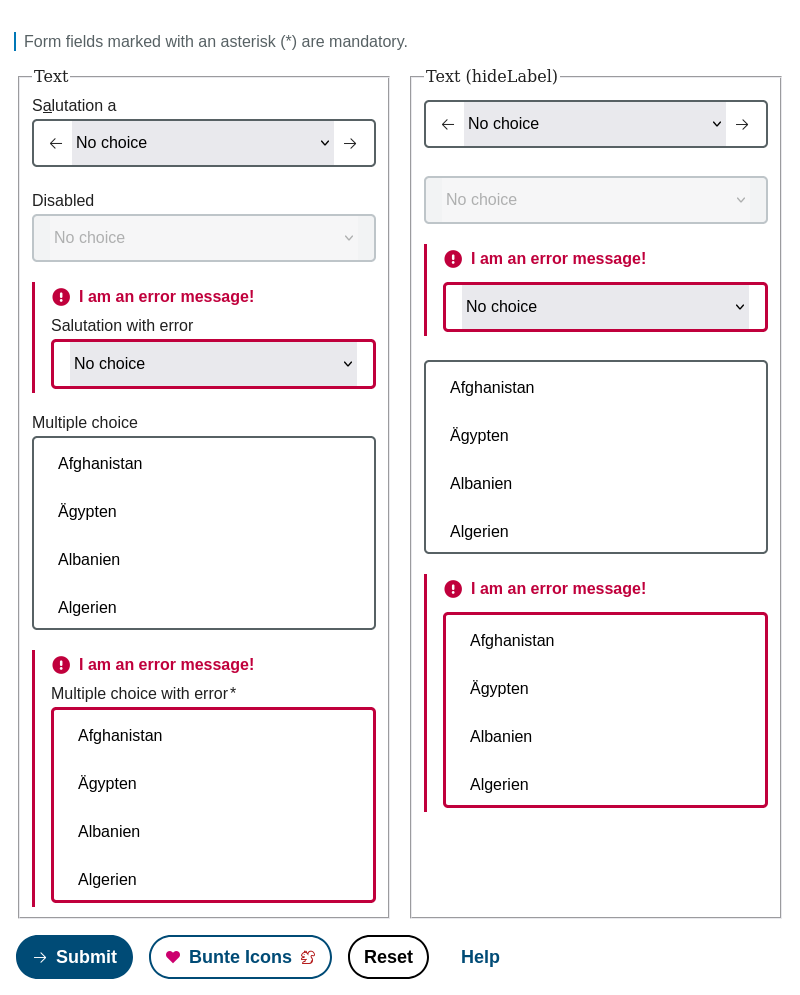 Form fields marked with an asterisk (*) are mandatory.
Text
Salutation a
No choice
Disabled
No choice
I am an error message!
Salutation with error
No choice
Multiple choice
Afghanistan
Ägypten
Albanien
Algerien
I am an error message!
Multiple choice with error*
Afghanistan
Ägypten
Albanien
Algerien
Text (hideLabel)
No choice
No choice
I am an error message!
No choice
Afghanistan
Ägypten
Albanien
Algerien
I am an error message!
Afghanistan
Ägypten
Albanien
Algerien
Submit
Bunte Icons
Reset
Help